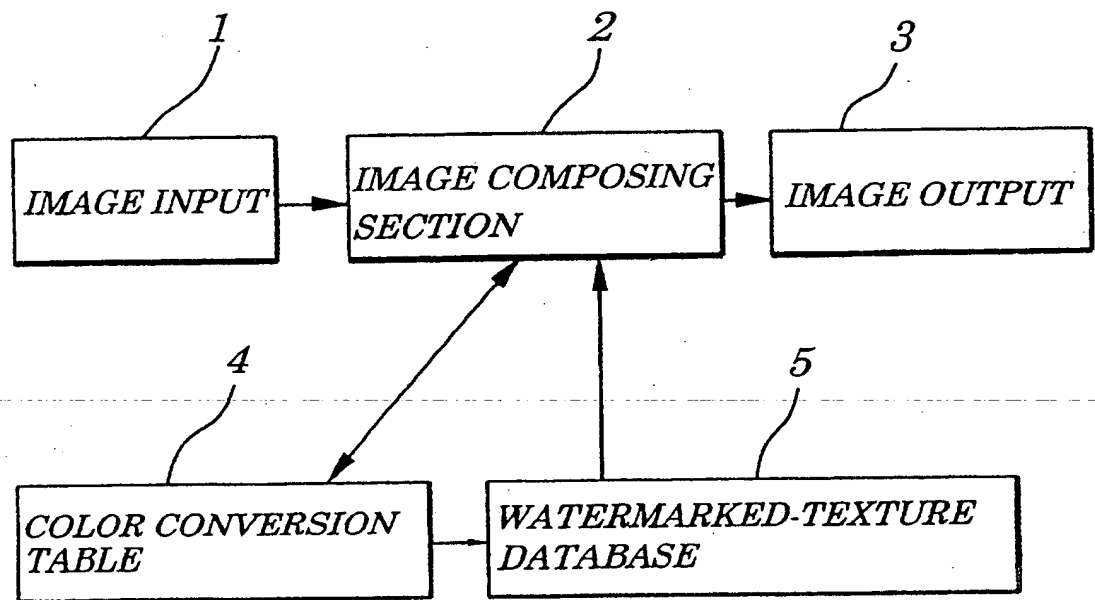 1
2
3
IMAGE INPUT
IMAGE COMPOSING
SECTION
IMAGE OUTPUT
4
5
COLOR CONVERSION
TABLE
WATERMARKED-TEXTURE
DATABASE